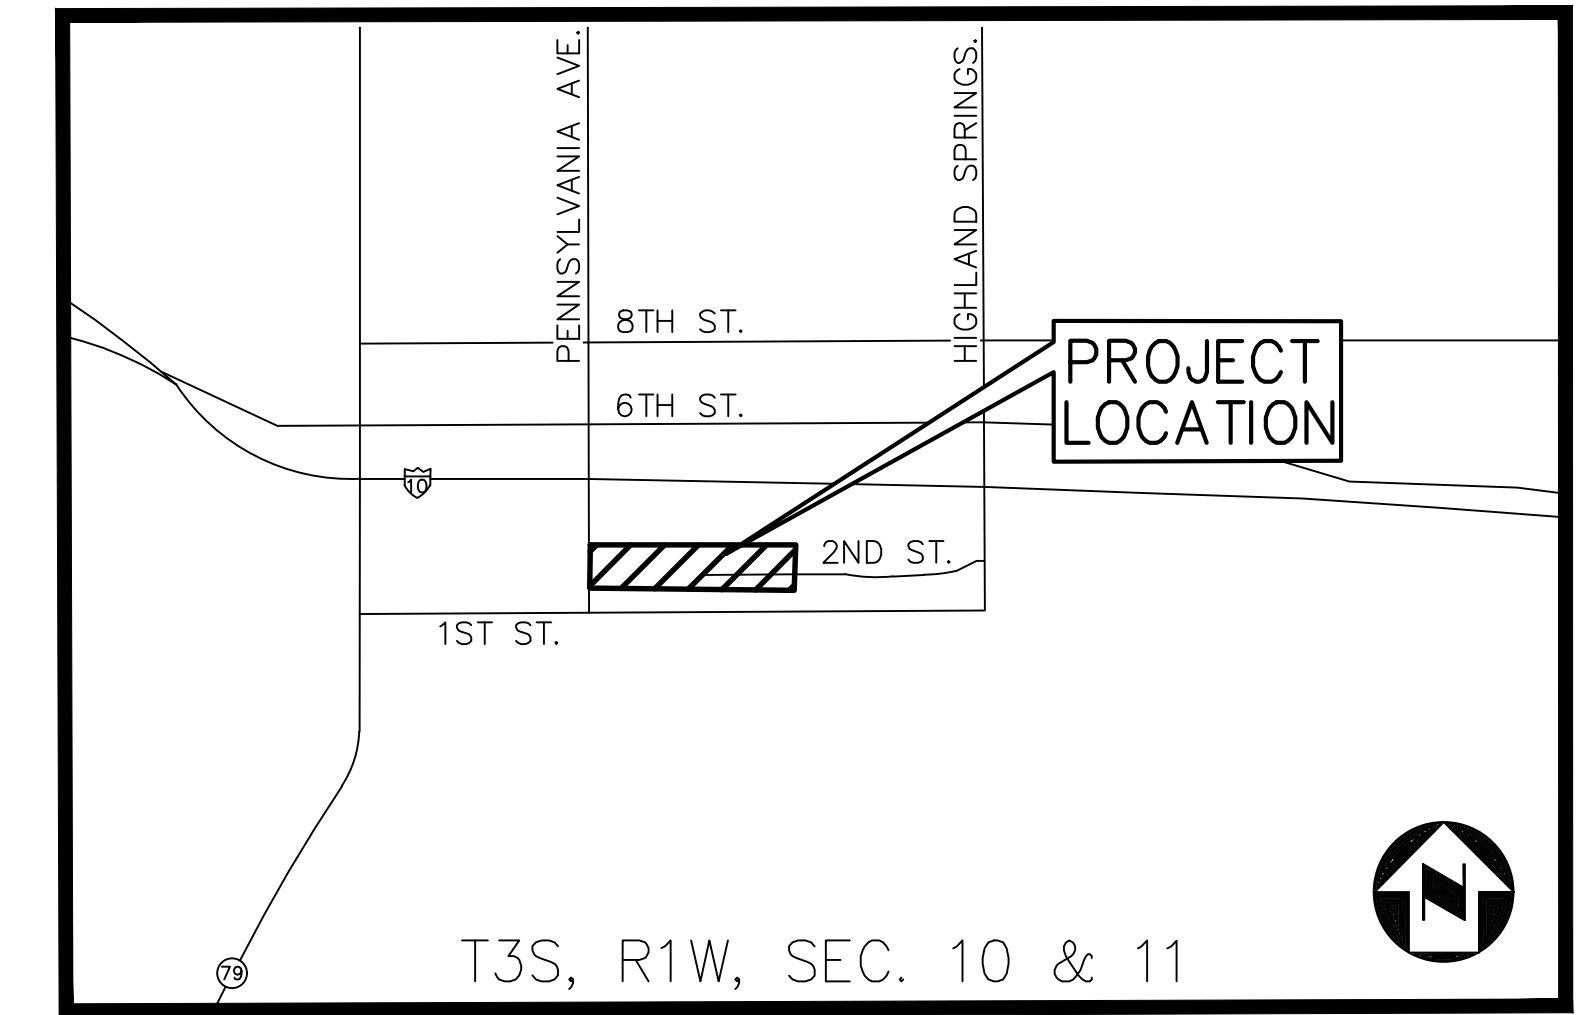 PENNSYLVANIA AVE.
HIGHLAND SPRINGS.
8TH ST.
PROJECT
LOCATION
6TH ST.
10
2ND ST.
1ST ST.
79
T3S, R1W, SEC. 10 & 11
N